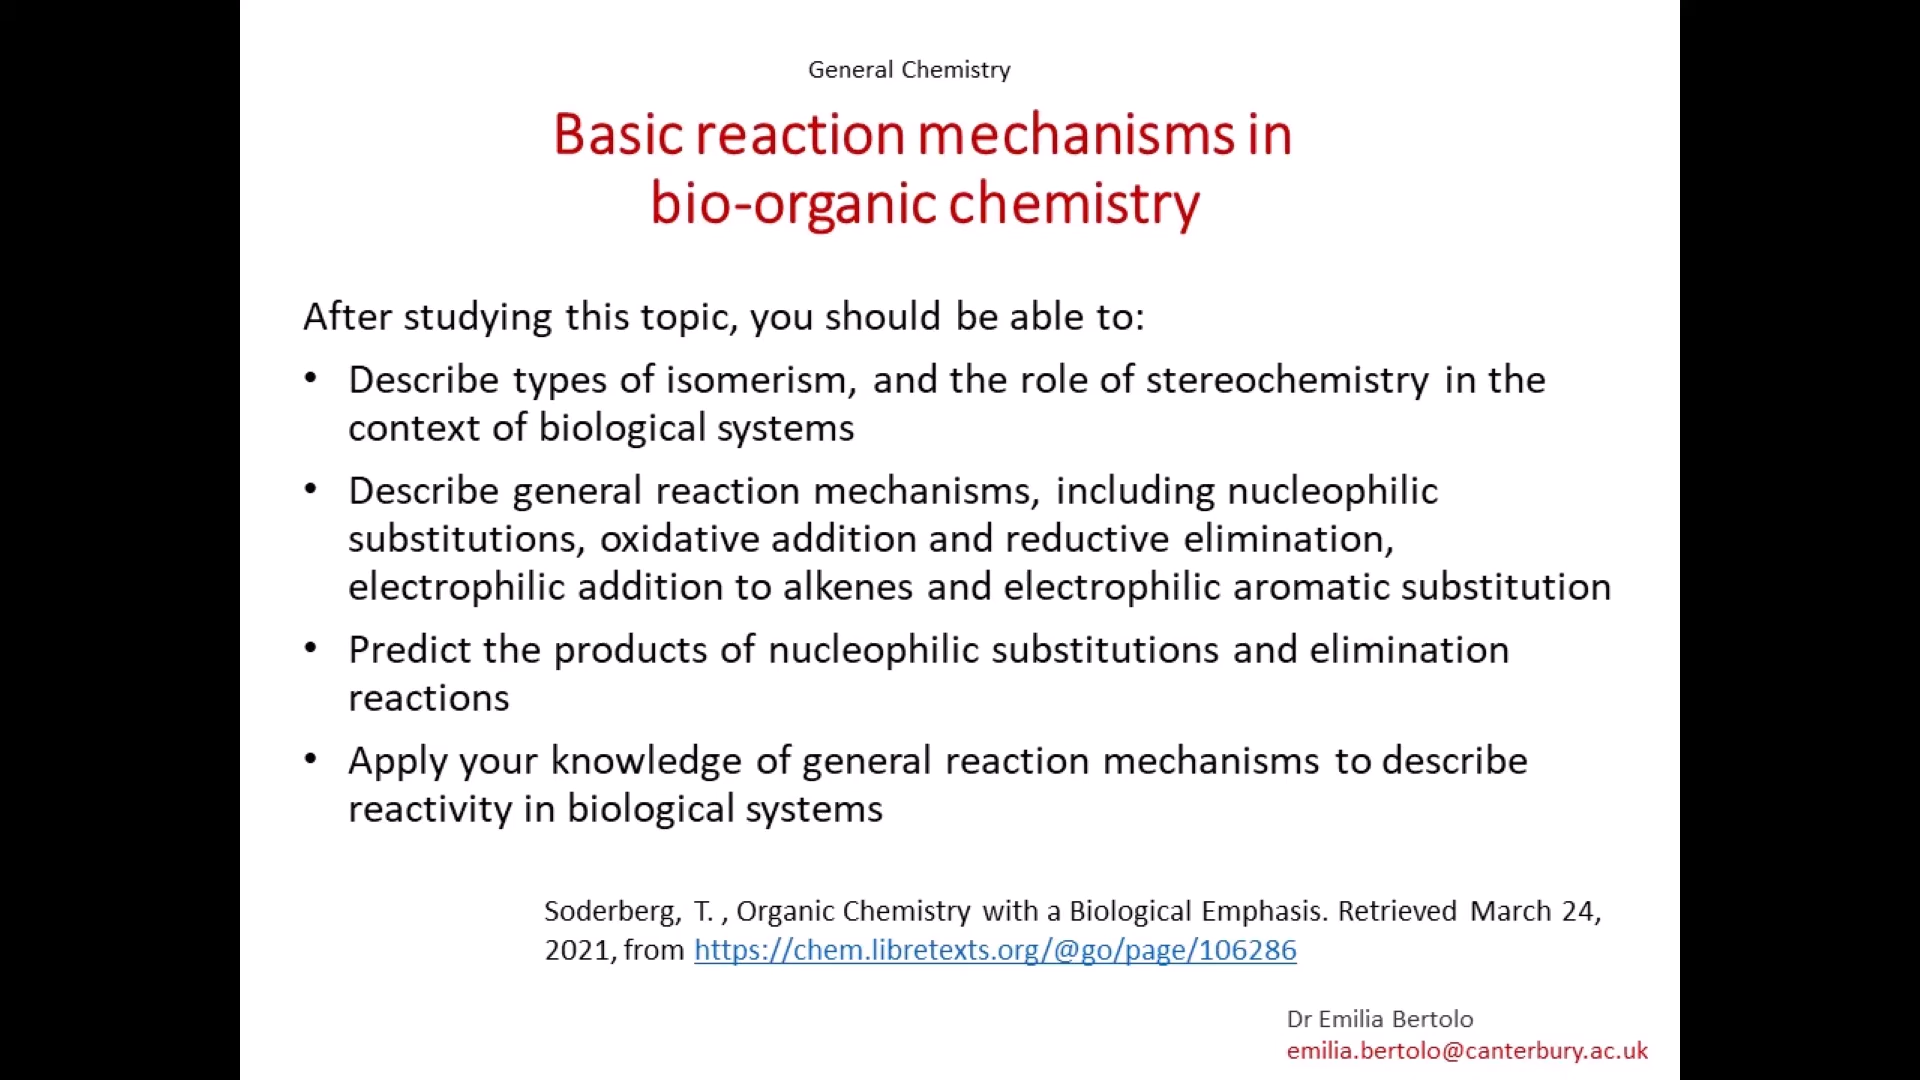 General Chemistry
Basic reaction mechanisms in
bio-organic chemistry
After studying this topic, you should be able to:
• Describe types of isomerism, and the role of stereochemistry in the
context of biological systems
• Describe general reaction mechanisms, including nucleophilic
substitutions, oxidative addition and reductive elimination,
electrophilic addition to alkenes and electrophilic aromatic substitution
• Predict the products of nucleophilic substitutions and elimination
reactions
• Apply your knowledge of general reaction mechanisms to describe
reactivity in biological systems
Soderberg, T. , Organic Chemistry with a Biological Emphasis. Retrieved March 24,
2021, from https://chem.libretexts.org/@go/page/106286
Dr Emilia Bertolo
emilia.bertolo@canterbury.ac.uk